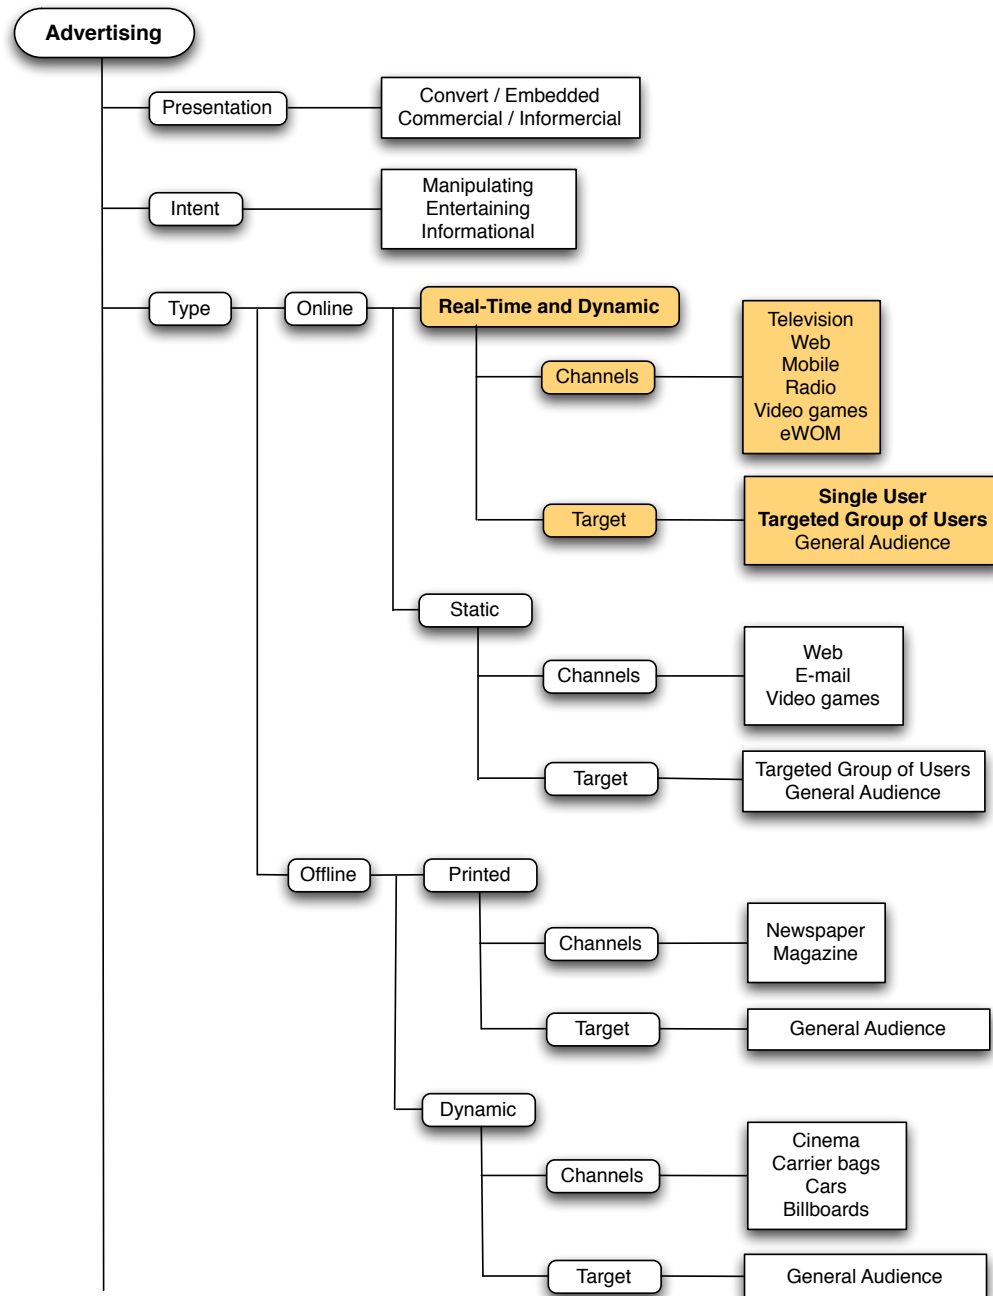 Advertising
Presentation
Convert / Embedded
Commercial / Informercial
Intent
Manipulating
Entertaining
Informational
Type
Online
Real-Time and Dynamic
Channels
Television
Web
Mobile
Radio
Video games
eWOM
Target
Single User
Targeted Group of Users
General Audience
Static
Channels
Web
E-mail
Video games
Target
Targeted Group of Users
General Audience
Offline
Printed
Channels
Newspaper
Magazine
Target
General Audience
Dynamic
Channels
Cinema
Carrier bags
Cars
Billboards
Target
General Audience